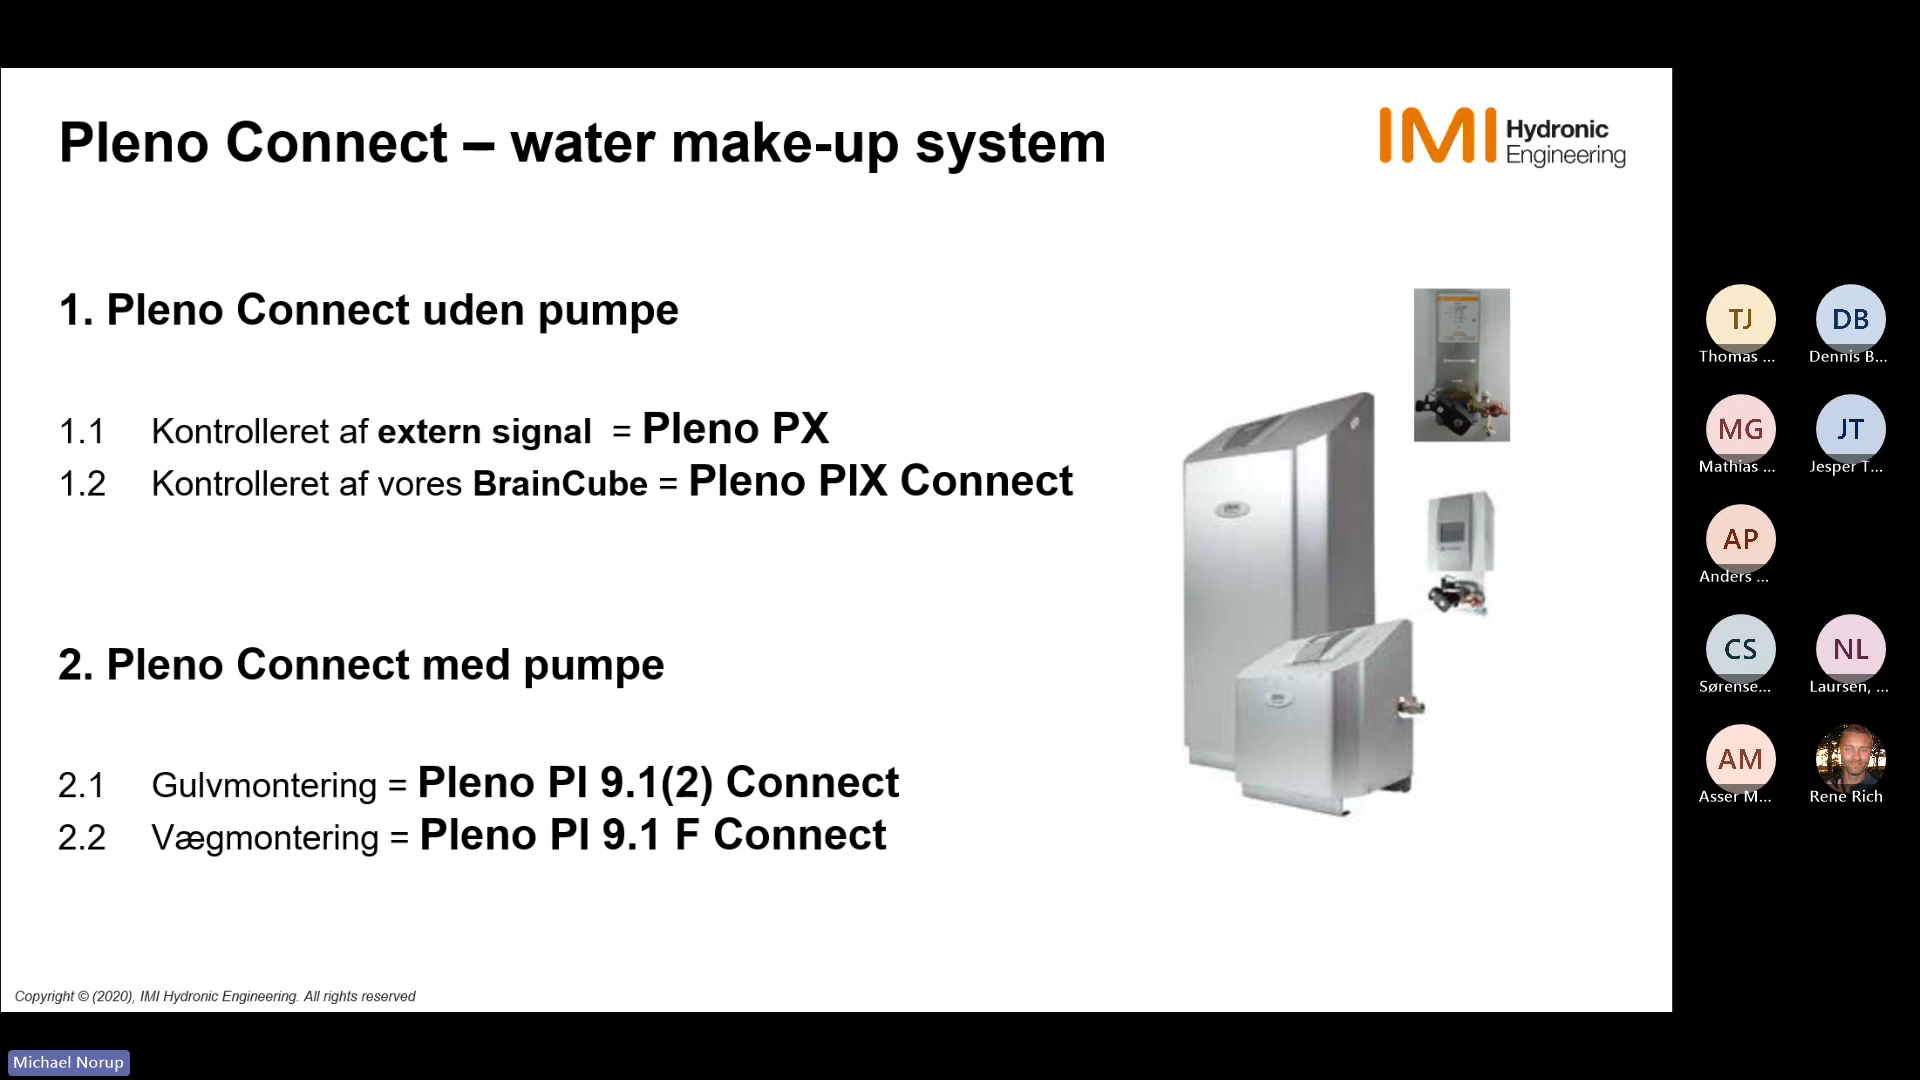 Pleno Connect – water make-up system
IMI Hydronic
Engineering
1. Pleno Connect uden pumpe
1.1 Kontrolleret af extern signal = Pleno PX
1.2 Kontrolleret af vores BrainCube = Pleno PIX Connect
2. Pleno Connect med pumpe
2.1 Gulvmontering = Pleno PI 9.1(2) Connect
2.2 Vægmontering = Pleno PI 9.1 F Connect
Copyright © (2020), IMI Hydronic Engineering. All rights reserved
TJ
Thomas ...
DB
Dennis B...
MG
Mathias ...
JT
Jesper T...
AP
Anders ...
CS
Sørense...
NL
Laursen, ...
AM
Asser M...
Rene Rich
Michael Norup